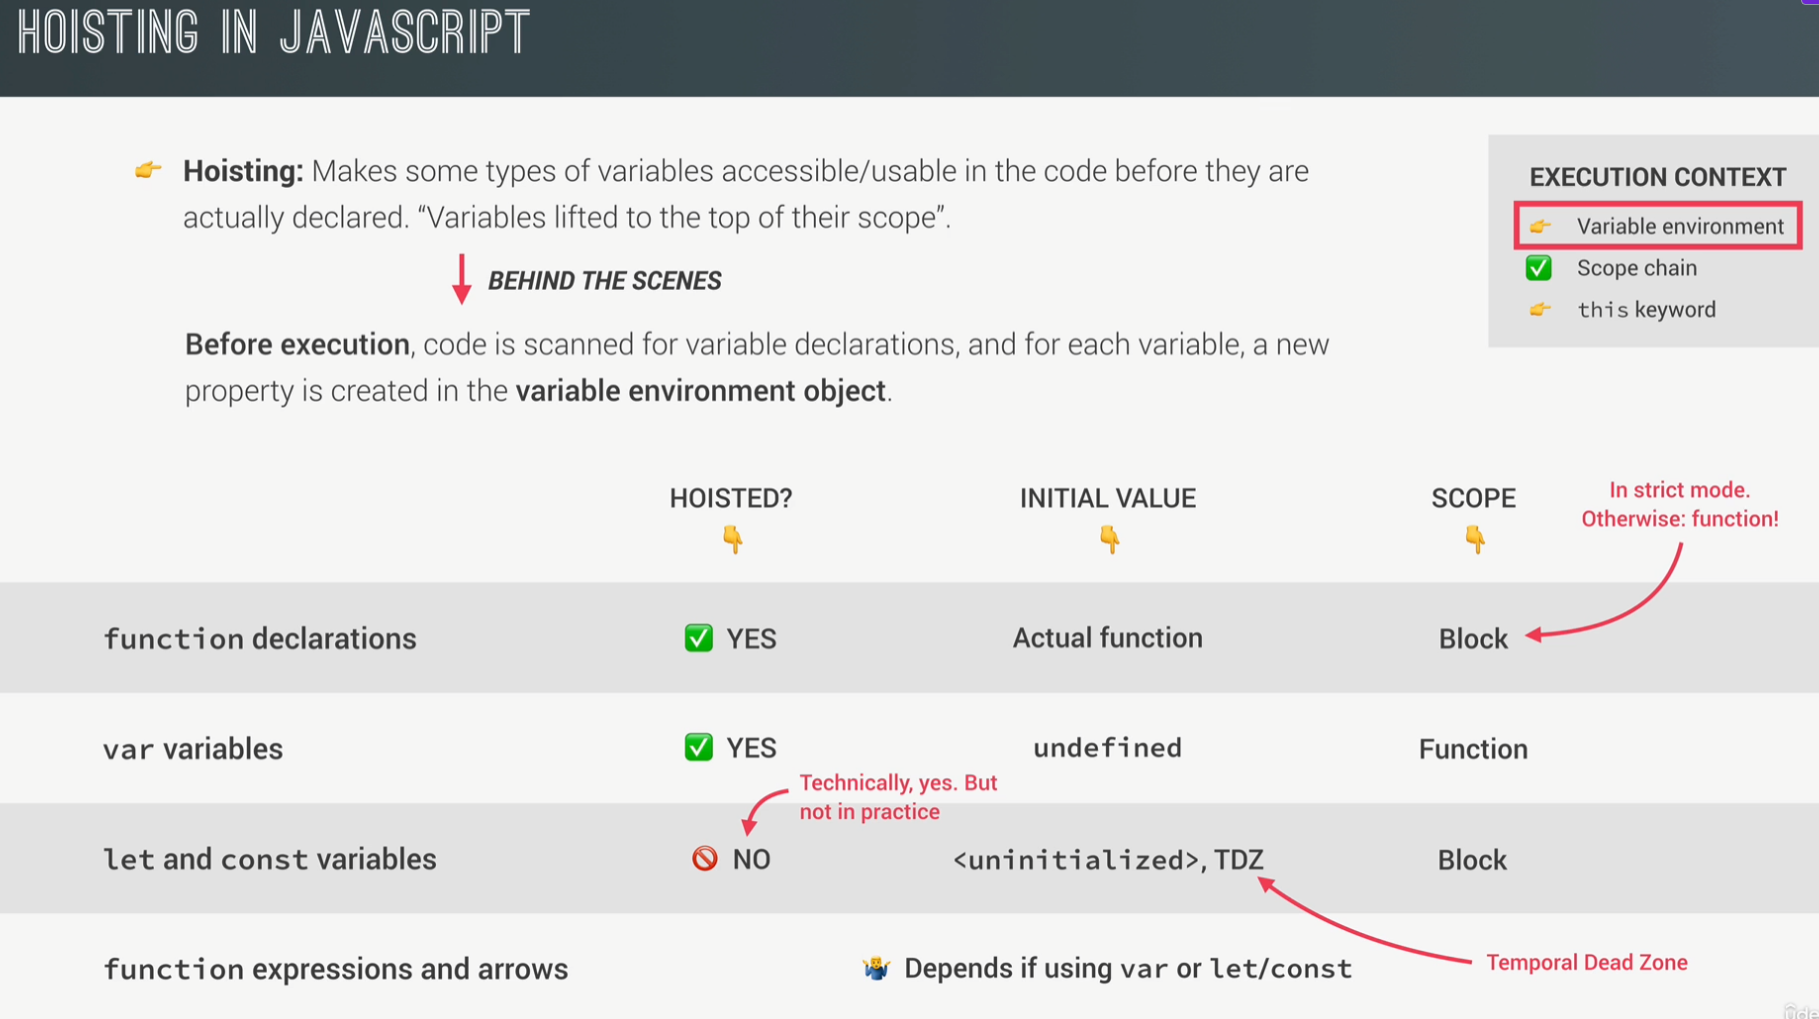 HOISTING IN JAVASCRIPT
Hoisting: Makes some types of variables accessible/usable in the code before they are
actually declared. “Variables lifted to the top of their scope”.
BEHIND THE SCENES
Before execution, code is scanned for variable declarations, and for each variable, a new
property is created in the variable environment object.
EXECUTION CONTEXT
Variable environment
Scope chain
this keyword
HOISTED?
INITIAL VALUE
SCOPE
In strict mode.
Otherwise: function!
function declarations
YES
Actual function
Block
var variables
YES
undefined
Function
Technically, yes. But
not in practice
let and const variables
NO
<uninitialized>, TDZ
Block
function expressions and arrows
Depends if using var or let/const
Temporal Dead Zone